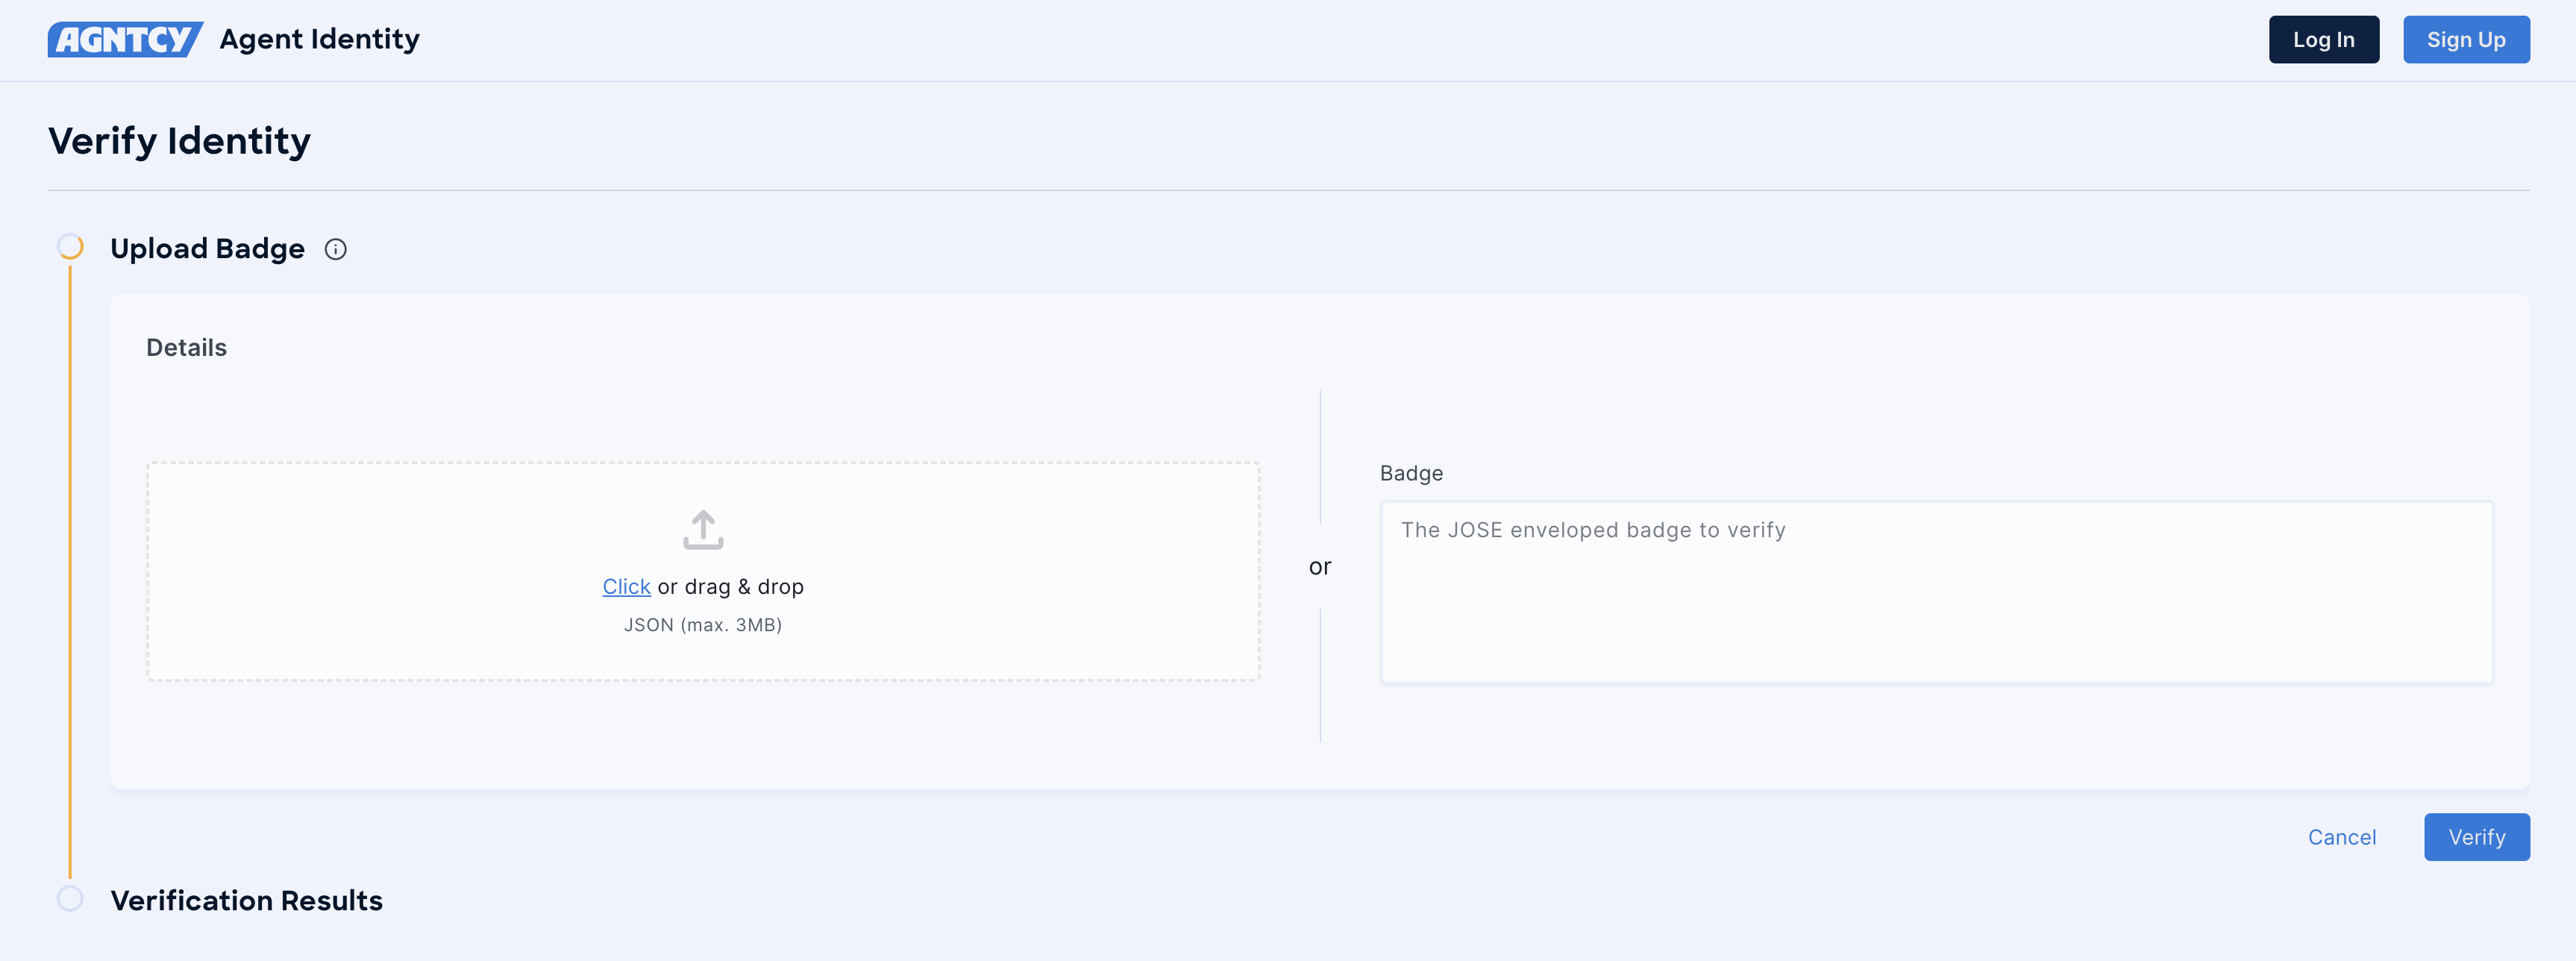 AGNTCY Agent Identity
Log In
Sign Up
Verify Identity
Upload Badge
Details
Click or drag & drop
JSON (max. 3MB)
or
Badge
The JOSE enveloped badge to verify
Cancel
Verify
Verification Results